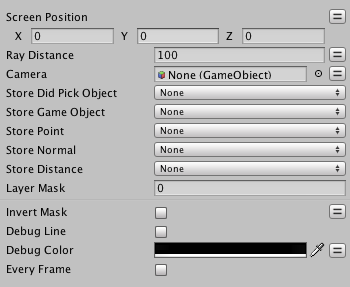 Screen Position
X 0 Y 0 Z 0
Ray Distance 100
Camera None (GameObject)
Store Did Pick Object None
Store Game Object None
Store Point None
Store Normal None
Store Distance None
Layer Mask 0
Invert Mask
Debug Line
Debug Color
Every Frame